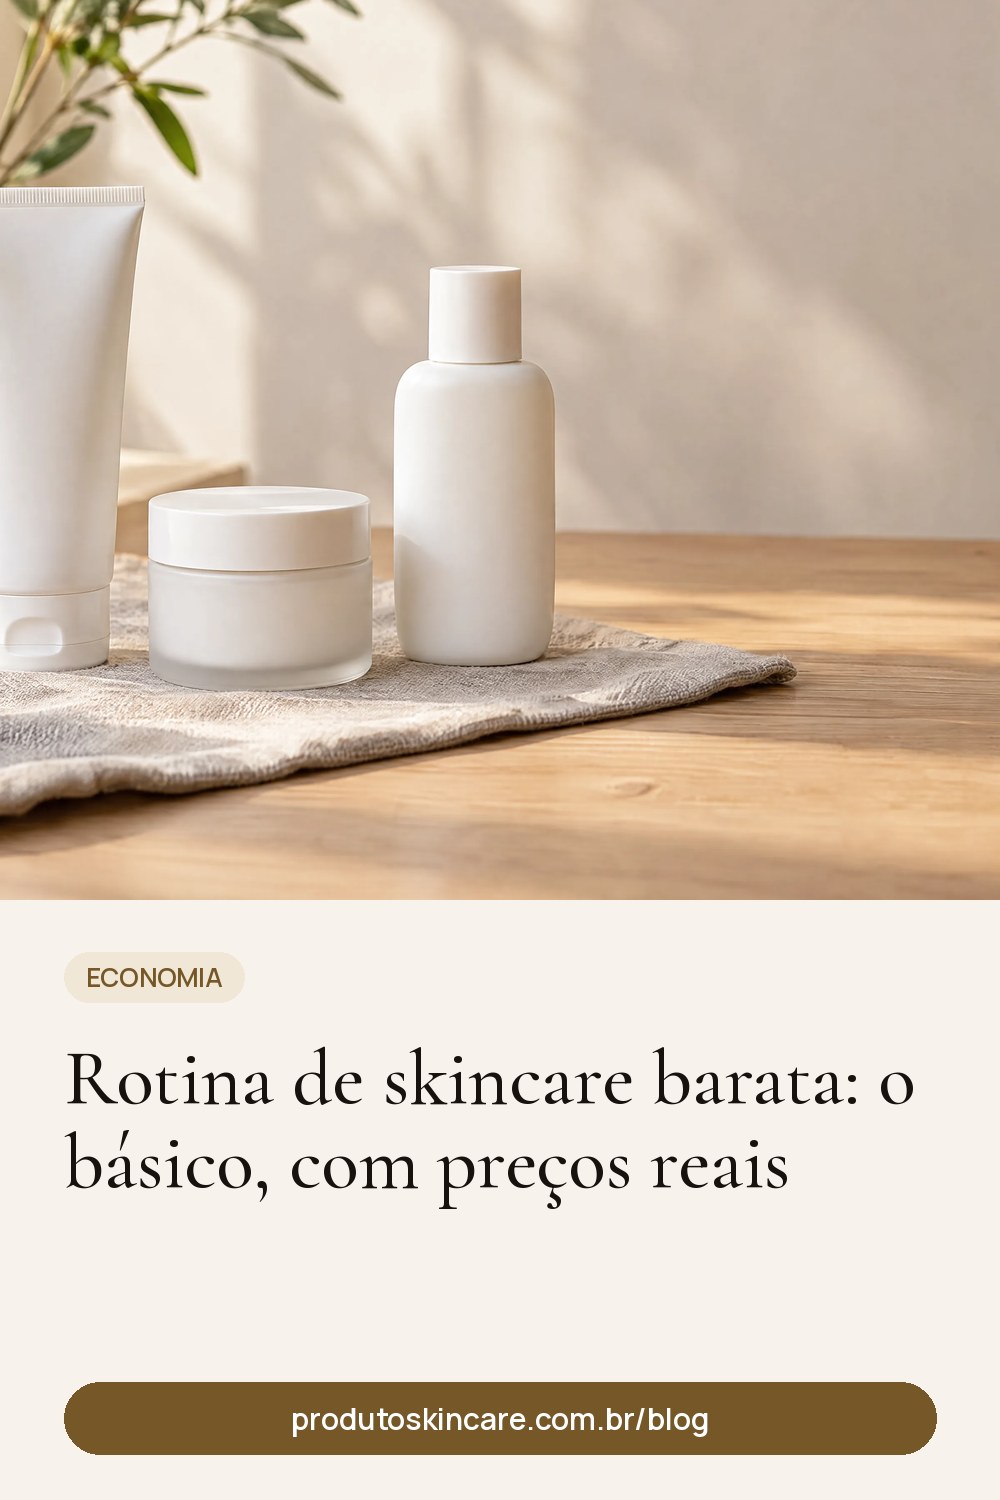 ECONOMIA
Rotina de skincare barata: o
básico, com preços reais
produtoskincare.com.br/blog